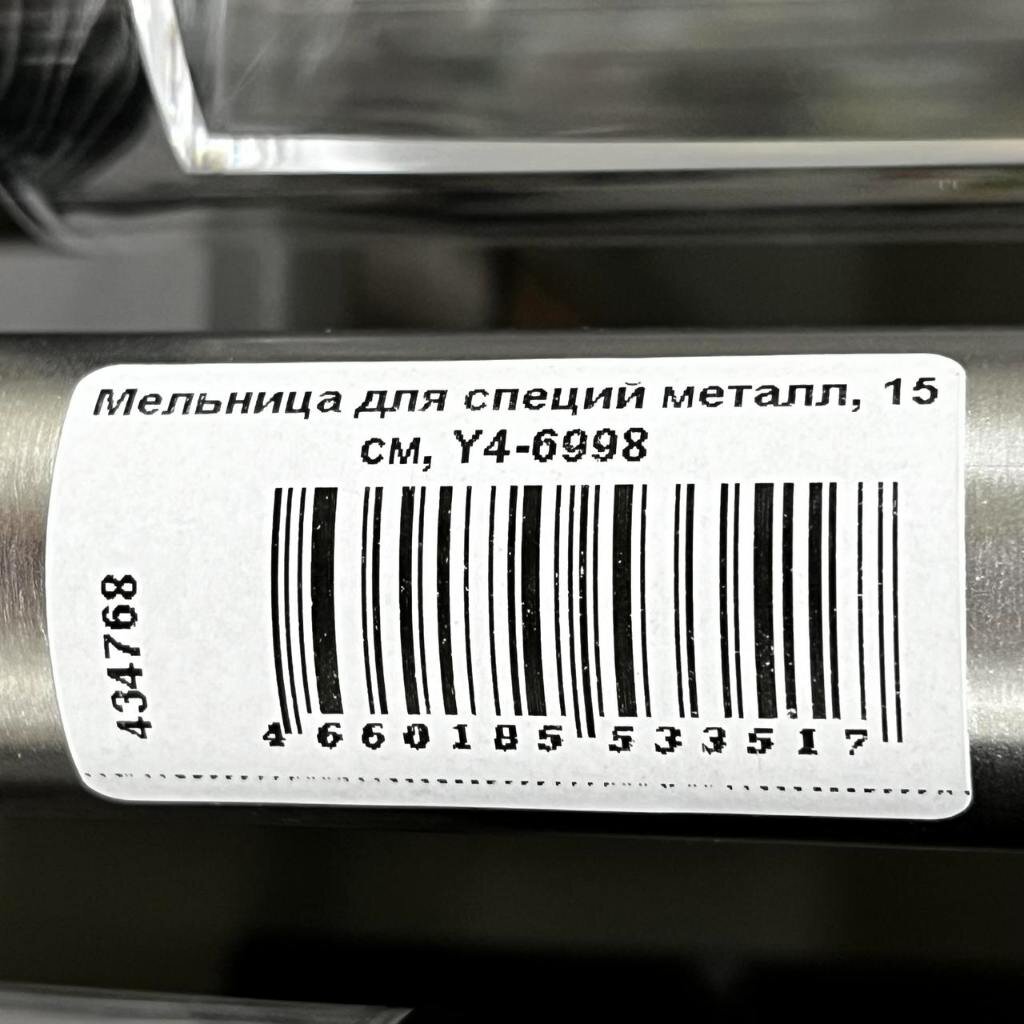 Мельница для специй металл, 15
см, Y4-6998
434768
4 660185 533517